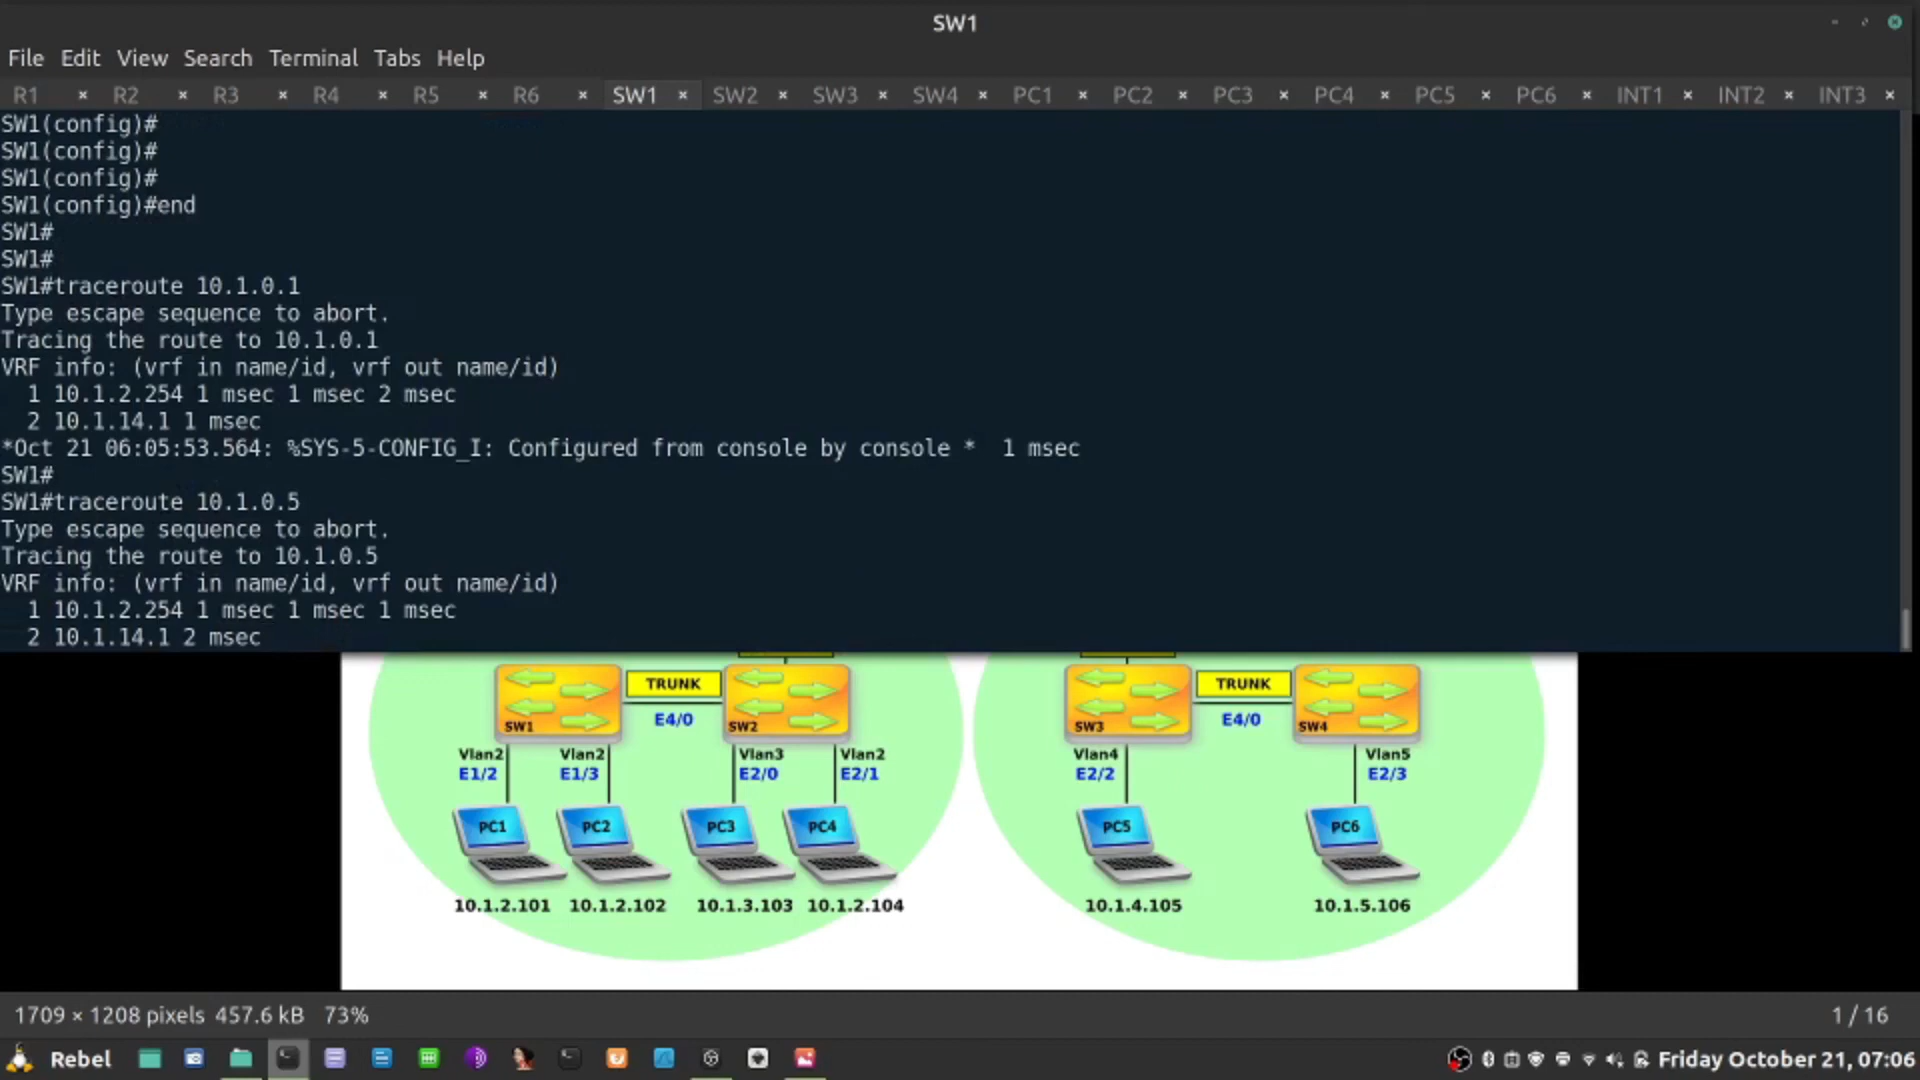 SW1
File Edit View Search Terminal Tabs Help
R1 × R2 × R3 × R4 × R5 × R6 × SW1 × SW2 × SW3 × SW4 × PC1 × PC2 × PC3 × PC4 × PC5 × PC6 × INT1 × INT2 × INT3 ×
SW1(config)#
SW1(config)#
SW1(config)#
SW1(config)#end
SW1#
SW1#
SW1#traceroute 10.1.0.1
Type escape sequence to abort.
Tracing the route to 10.1.0.1
VRF info: (vrf in name/id, vrf out name/id)
1 10.1.2.254 1 msec 1 msec 2 msec
2 10.1.14.1 1 msec
*Oct 21 06:05:53.564: %SYS-5-CONFIG_I: Configured from console by console * 1 msec
SW1#
SW1#traceroute 10.1.0.5
Type escape sequence to abort.
Tracing the route to 10.1.0.5
VRF info: (vrf in name/id, vrf out name/id)
1 10.1.2.254 1 msec 1 msec 1 msec
2 10.1.14.1 2 msec
TRUNK TRUNK
SW1 E4/0 SW2 SW3 E4/0 SW4
Vlan2 Vlan2 Vlan3 Vlan2 Vlan4 Vlan5
E1/2 E1/3 E2/0 E2/1 E2/2 E2/3
PC1 PC2 PC3 PC4 PC5 PC6
10.1.2.101 10.1.2.102 10.1.3.103 10.1.2.104 10.1.4.105 10.1.5.106
1709 × 1208 pixels 457.6 kB 73% 1 / 16
Rebel Friday October 21, 07:06